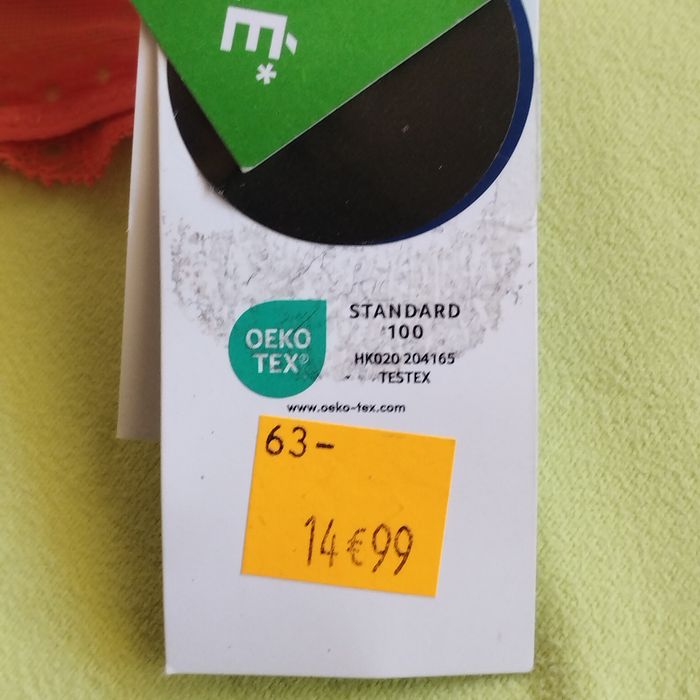 É*
OEKO
TEX®
STANDARD
100
HK020 204165
TESTEX
www.oeko-tex.com
63-
14€99